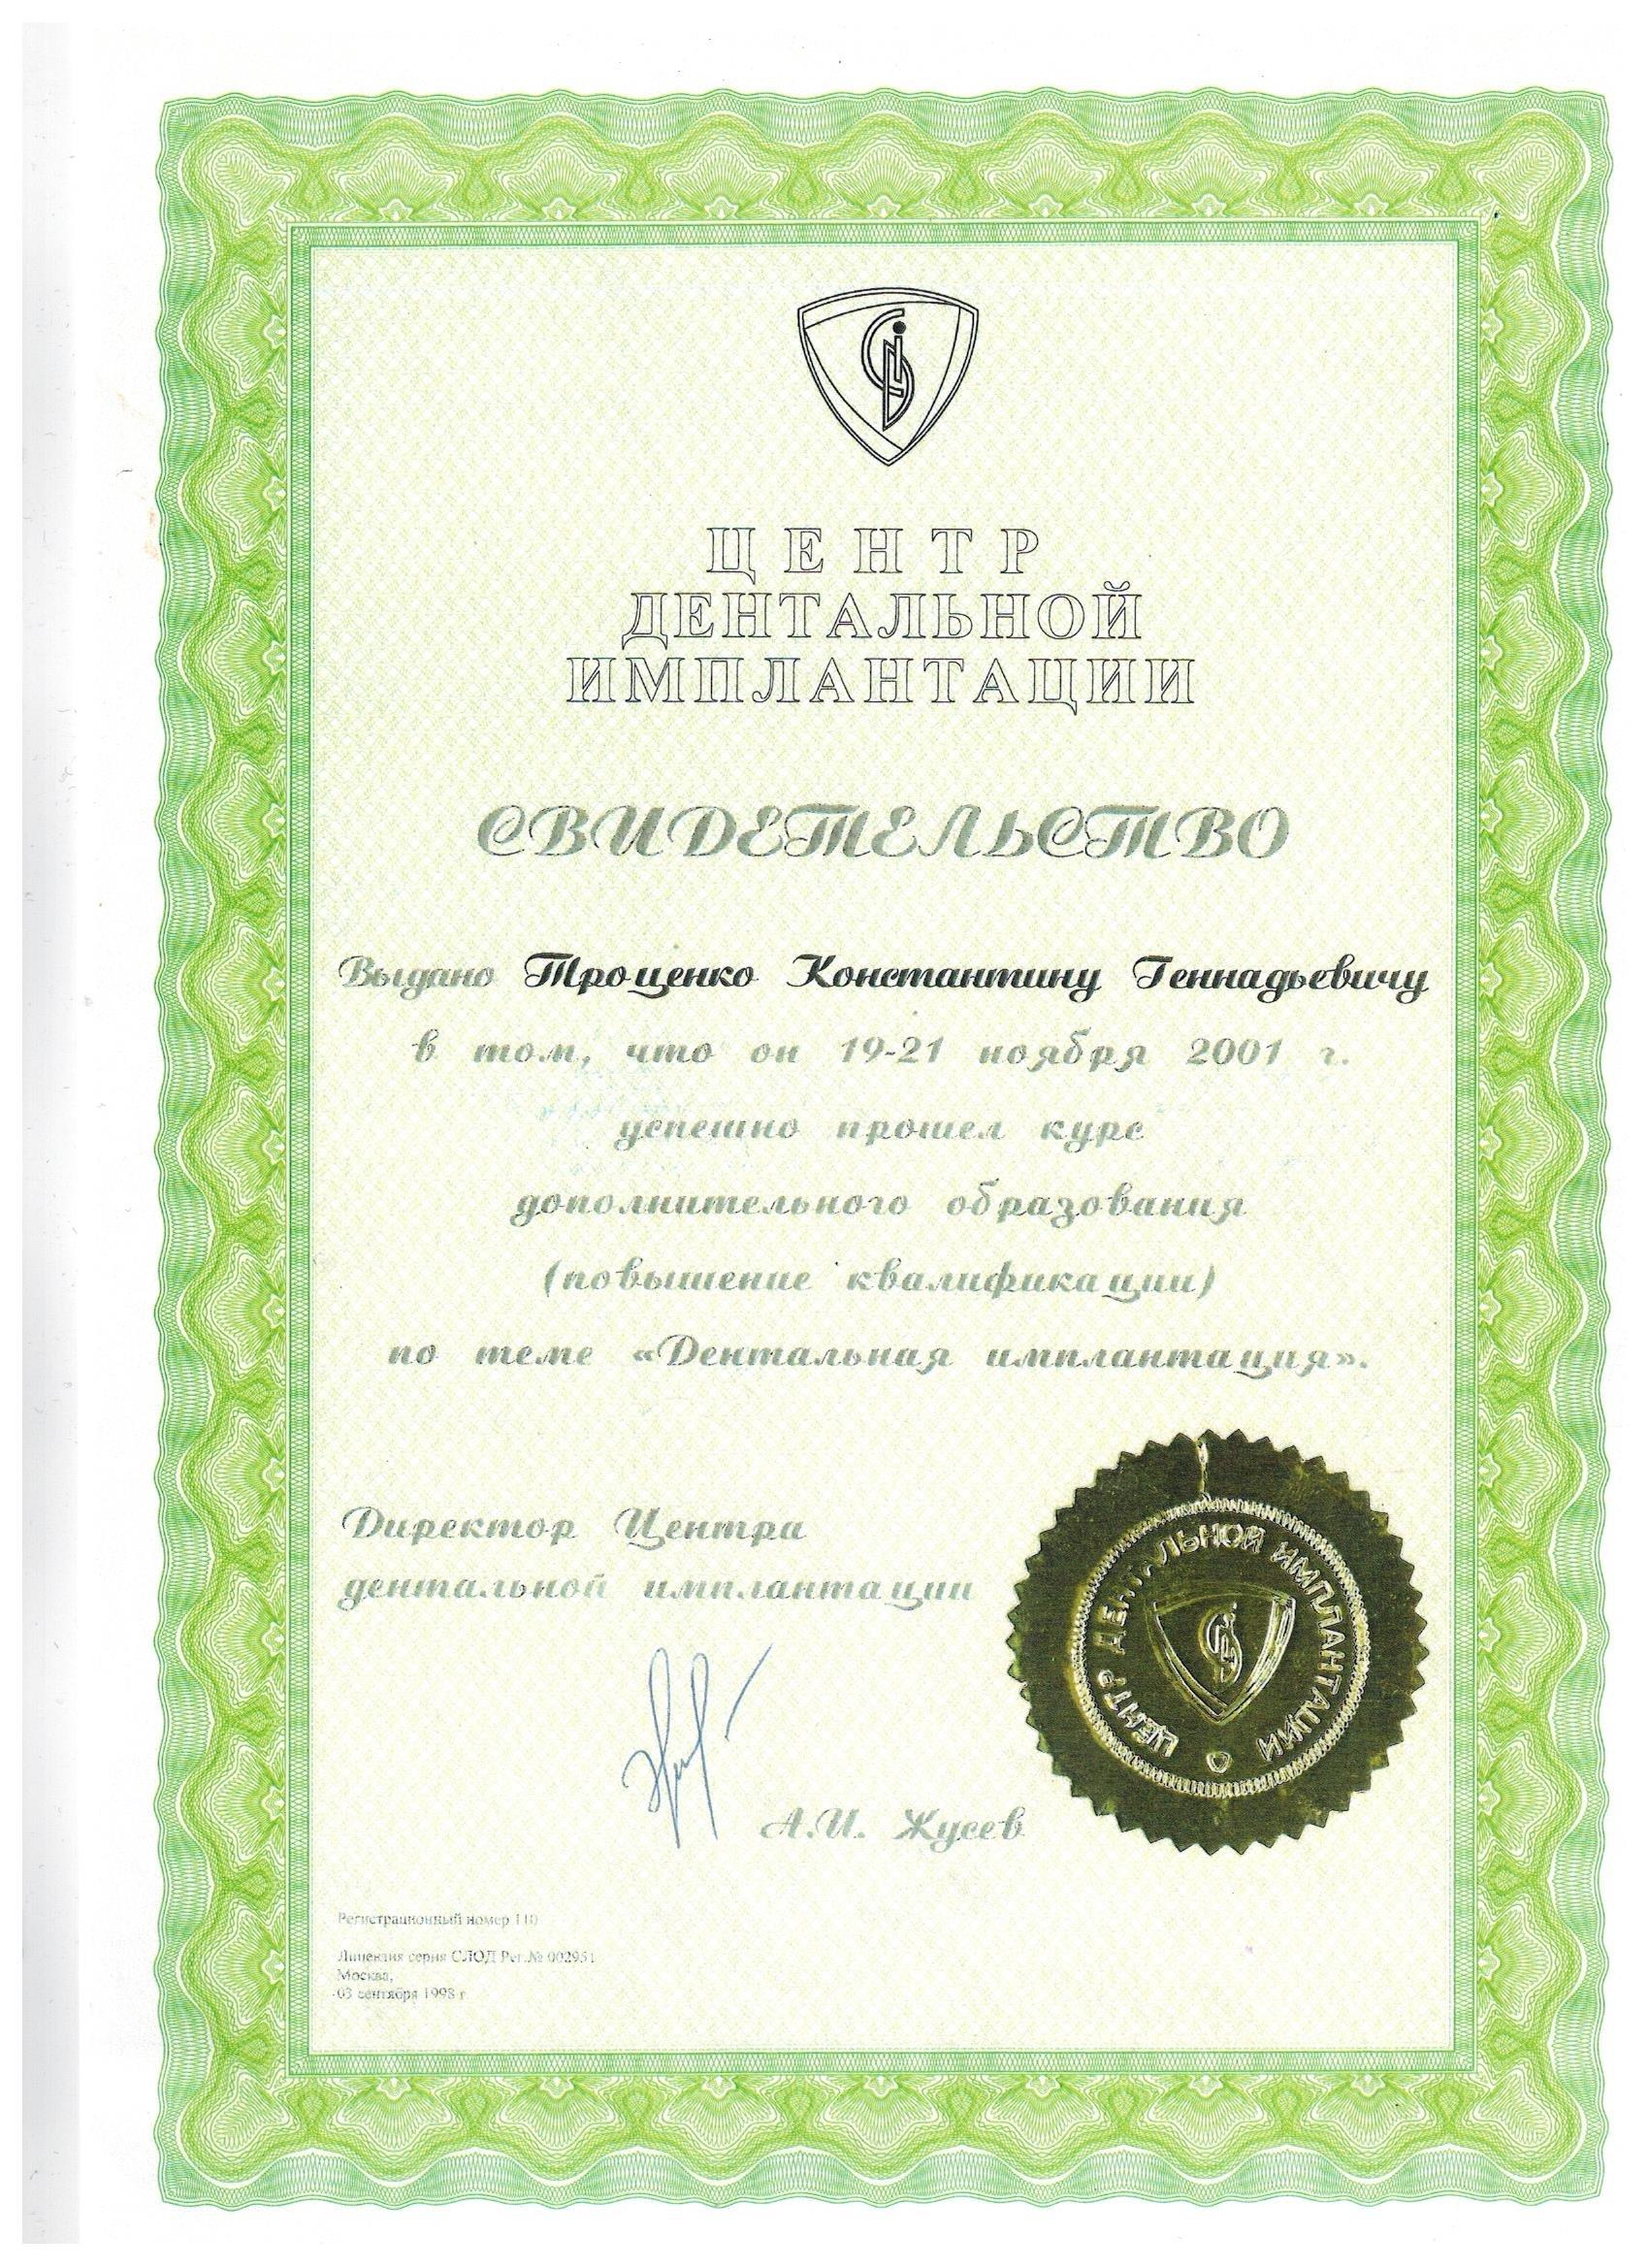 ЦЕНТР
ДЕНТАЛЬНОЙ
ИМПЛАНТАЦИИ
СВИДЕТЕЛЬСТВО
Выдано Троценко Константину Геннадьевичу
в том, что он 19-21 ноября 2001 г.
успешно прошел курс
дополнительного образования
(повышение квалификации)
по теме «Дентальная имплантация».
Директор Центра
дентальной имплантации
ЦЕНТР ДЕНТАЛЬНОЙ ИМПЛАНТАЦИИ
А.И. Жусев
Регистрационный номер 110
Лицензия серия СЛОД Рег.№ 002951
Москва,
03 сентября 1998 г